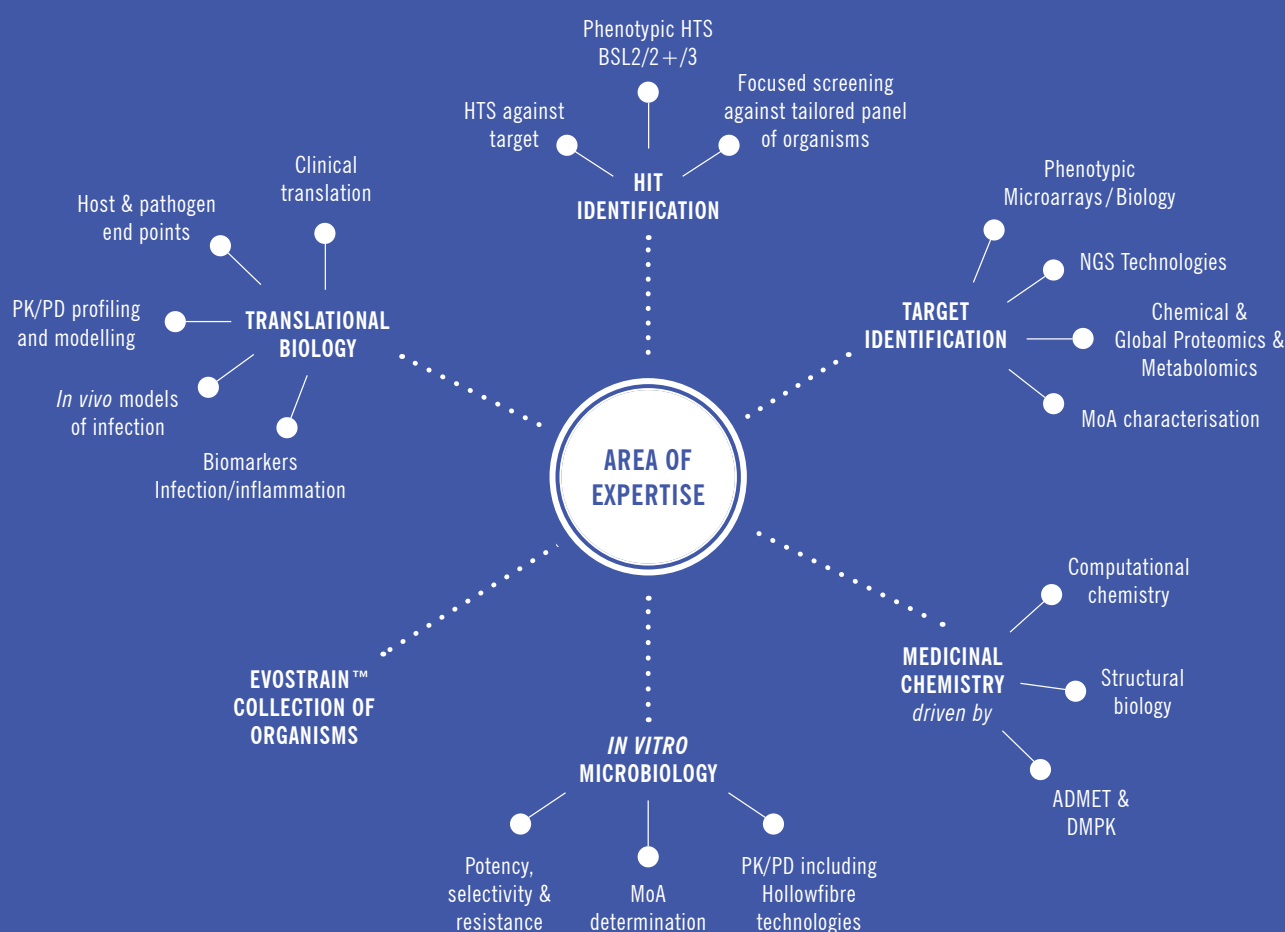 Phenotypic HTS
BSL2/2+/3
HTS against
target
Focused screening
against tailored panel
of organisms
HIT
IDENTIFICATION
Phenotypic
Microarrays / Biology
NGS Technologies
Chemical &
Global Proteomics &
Metabolomics
MoA characterisation
TARGET
IDENTIFICATION
Clinical
translation
Host & pathogen
end points
PK/PD profiling
and modelling
In vivo models
of infection
Biomarkers
Infection/inflammation
TRANSLATIONAL
BIOLOGY
AREA OF
EXPERTISE
Computational
chemistry
Structural
biology
ADMET &
DMPK
MEDICINAL
CHEMISTRY
driven by
EVOSTRAIN™
COLLECTION OF
ORGANISMS
IN VITRO
MICROBIOLOGY
Potency,
selectivity &
resistance
MoA
determination
PK/PD including
Hollowfibre
technologies